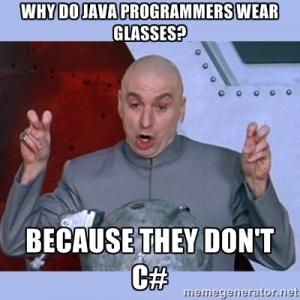 WHY DO JAVA PROGRAMMERS WEAR
GLASSES?
BECAUSE THEY DON'T
C#
memegenerator.net